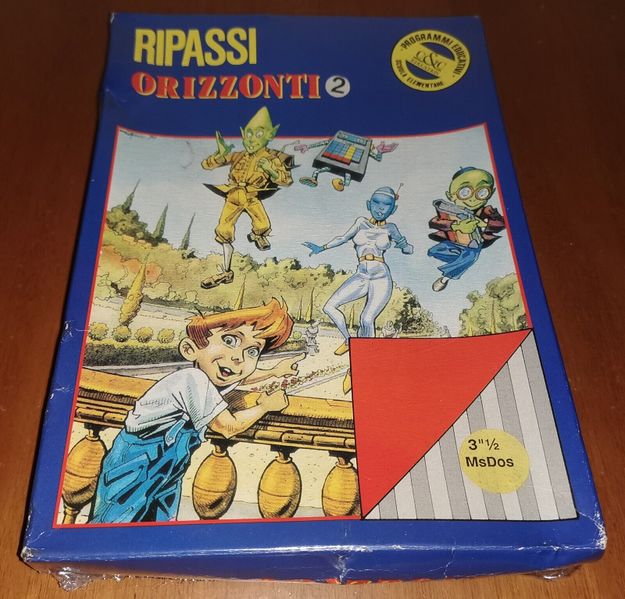 RIPASSI
ORIZZONTI 2
PROGRAMMI EDUCATIVI
SCUOLA ELEMENTARE
3" ½
MsDos